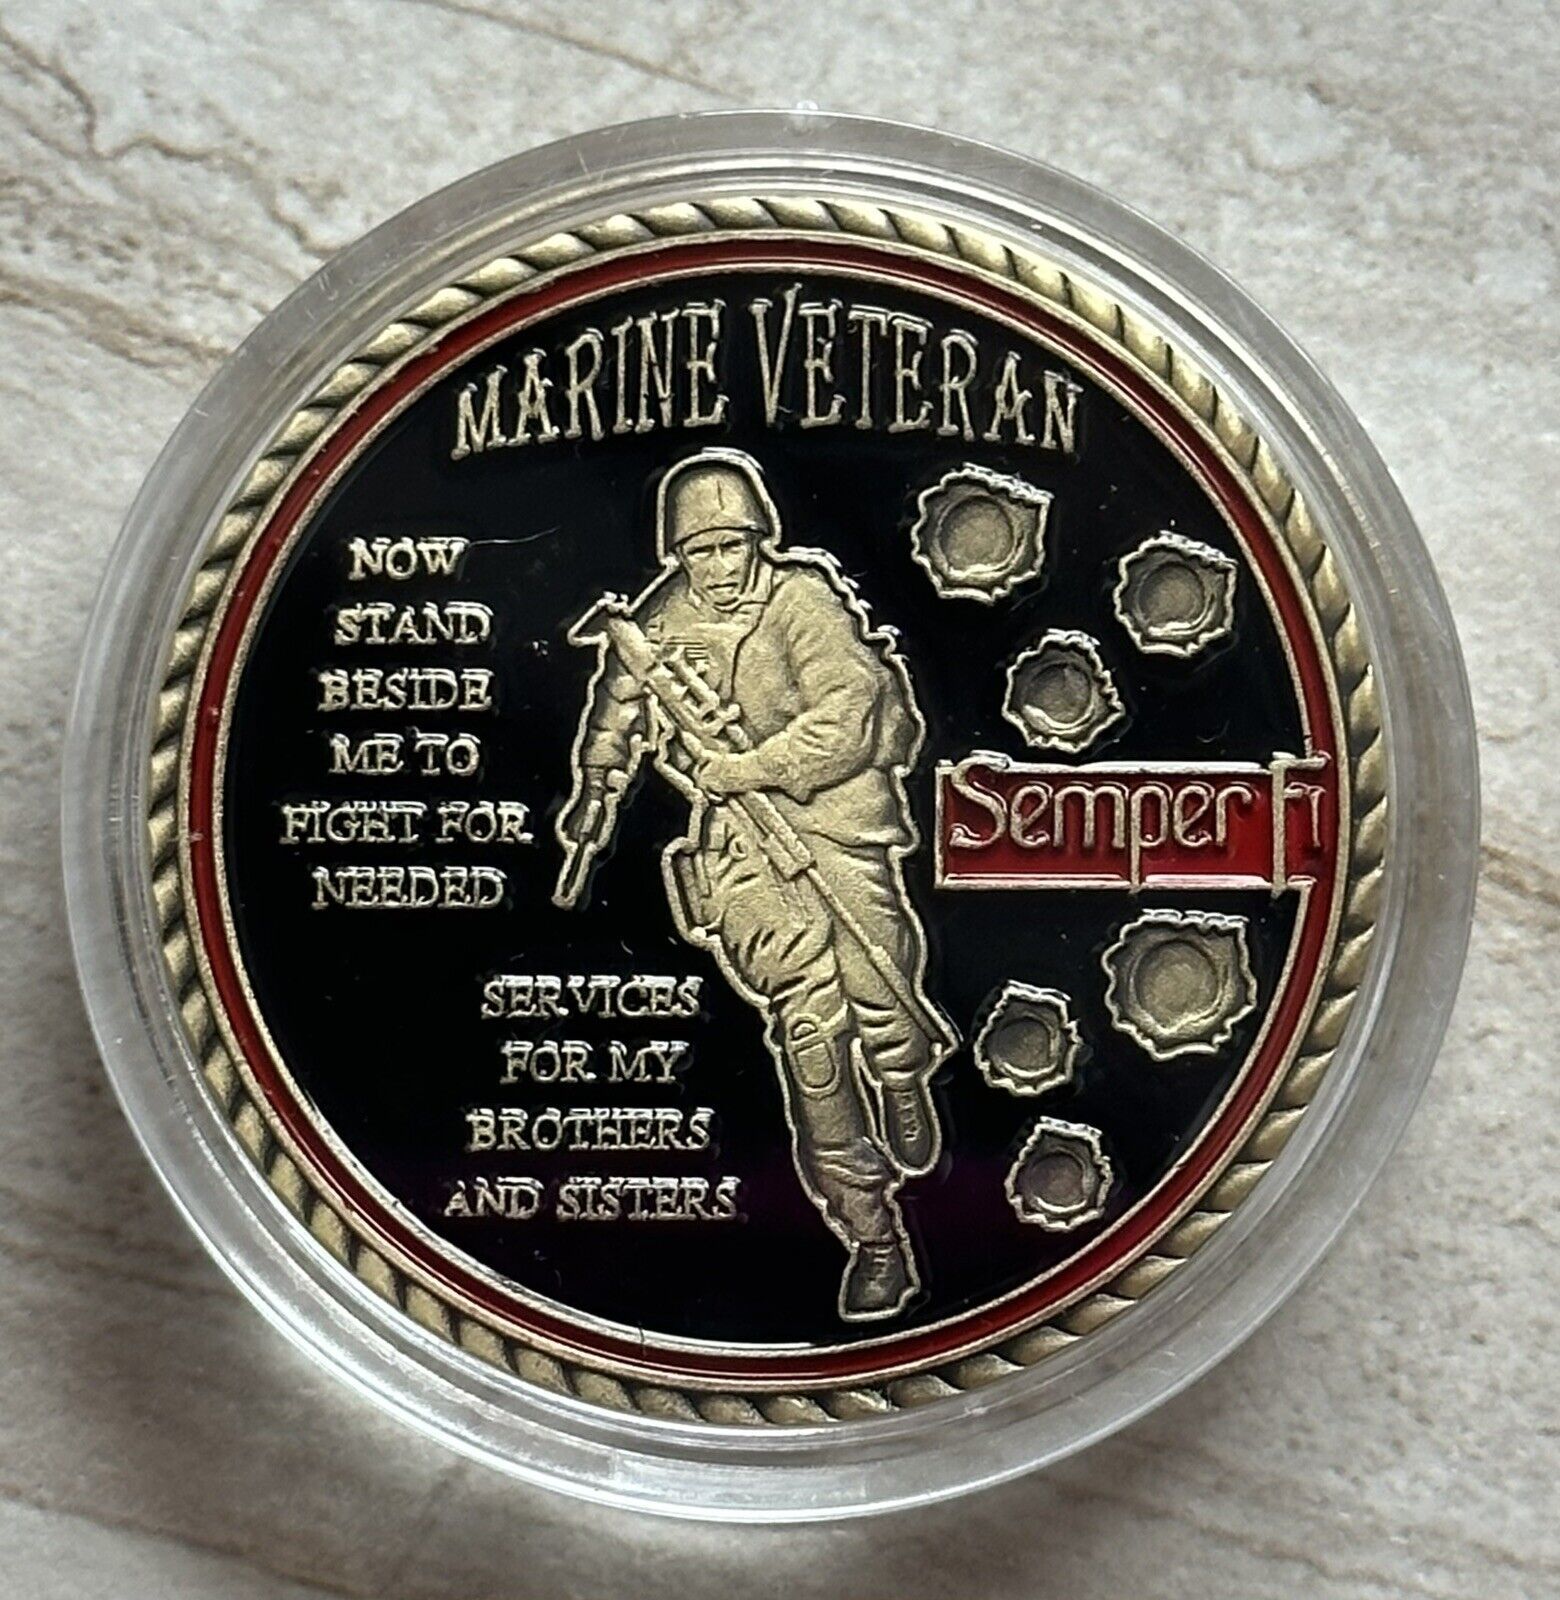 MARINE VETERAN
NOW
STAND
BESIDE
ME TO
FIGHT FOR
NEEDED
SERVICES
FOR MY
BROTHERS
AND SISTERS
Semper Fi